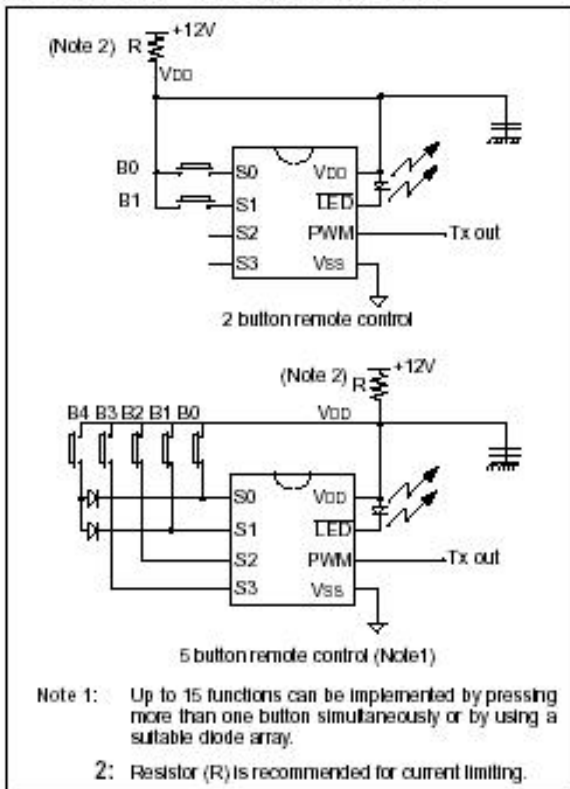 +12V
(Note 2) R
VDD
B0 S0 VDD
B1 S1 LED
S2 PWM Tx out
S3 VSS
2 button remote control
+12V
(Note 2) R
B4 B3 B2 B1 B0 VDD
S0 VDD
S1 LED
S2 PWM Tx out
S3 VSS
5 button remote control (Note1)
Note 1: Up to 15 functions can be implemented by pressing
more than one button simultaneously or by using a
suitable diode array.
2: Resistor (R) is recommended for current limiting.